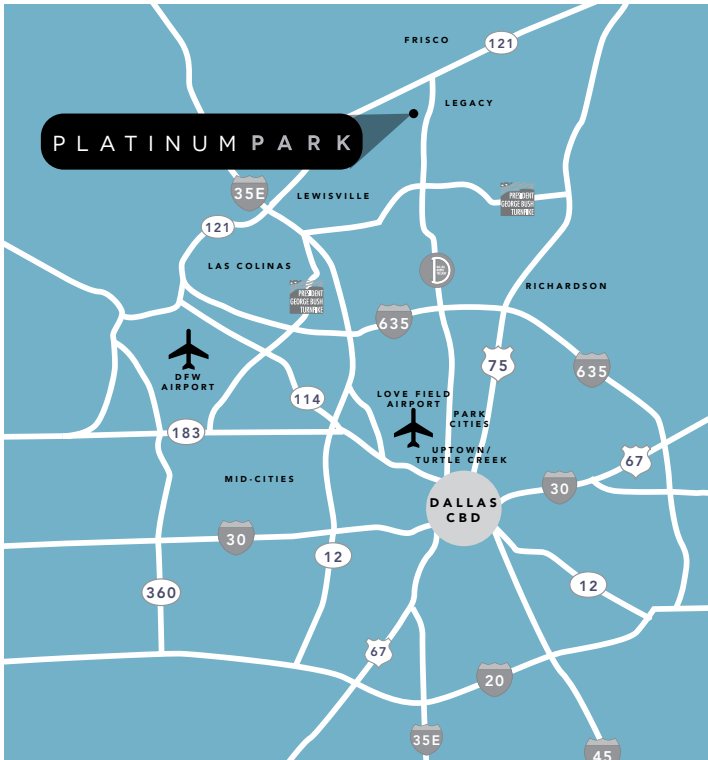 FRISCO
121
LEGACY
PLATINUM PARK
35E
LEWISVILLE
PRESIDENT
GEORGE BUSH
TURNPIKE
121
LAS COLINAS
PRESIDENT
GEORGE BUSH
TURNPIKE
D
RICHARDSON
635
75
635
DFW
AIRPORT
114
LOVE FIELD
AIRPORT
PARK
CITIES
183
UPTOWN/
TURTLE CREEK
67
MID-CITIES
30
DALLAS
CBD
30
12
360
12
67
20
35E
45